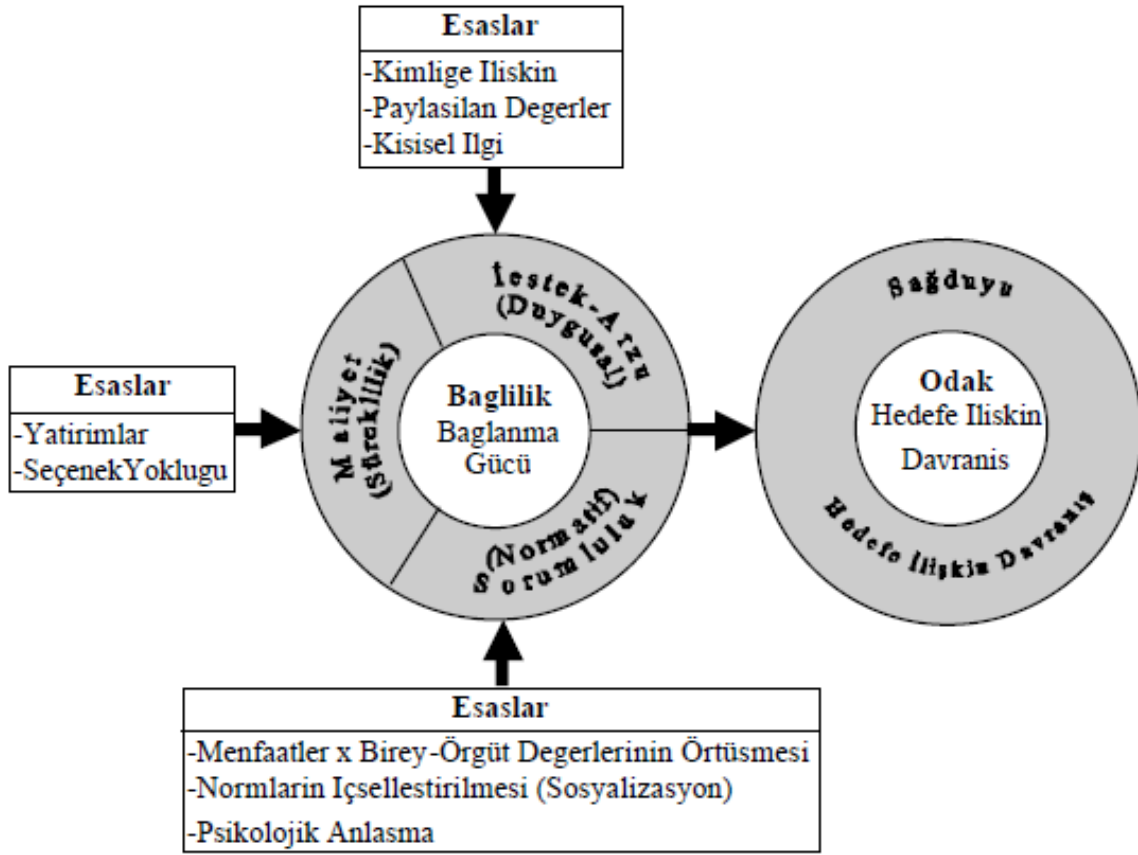 Esaslar
-Kimlige Iliskin
-Paylasilan Degerler
-Kisisel Ilgi
İestek-Arzu
(Duygusal)
Maliyet
(Süreklilik)
Esaslar
-Yatirimlar
-SeçenekYoklugu
Baglilik
Baglanma
Gücü
(Normatif)
Sorumluluk
Sağduyu
Odak
Hedefe Iliskin
Davranis
Hedefe İlişkin Davranış
Esaslar
-Menfaatler x Birey-Örgüt Degerlerinin Örtüsmesi
-Normlarin Içsellestirilmesi (Sosyalizasyon)
-Psikolojik Anlasma